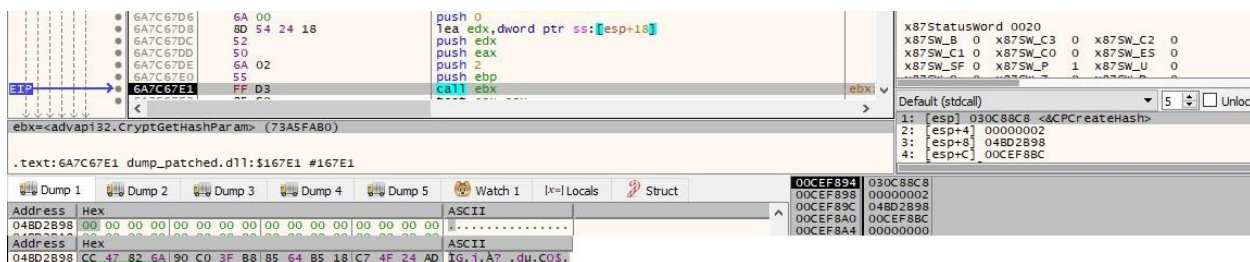 6A7C67D6 6A 00 push 0
6A7C67D8 8D 54 24 18 lea edx,dword ptr ss:[esp+18]
6A7C67DC 52 push edx
6A7C67DD 50 push eax
6A7C67DE 6A 02 push 2
6A7C67E0 55 push ebp
EIP 6A7C67E1 FF D3 call ebx ebx:
ebx=<advapi32.CryptGetHashParam> (73A5FAB0)
.text:6A7C67E1 dump_patched.dll:$167E1 #167E1
x87StatusWord 0020
x87SW_B 0 x87SW_C3 0 x87SW_C2 0
x87SW_C1 0 x87SW_C0 0 x87SW_ES 0
x87SW_SF 0 x87SW_P 1 x87SW_U 0
Default (stdcall) 5 Unloc
1: [esp] 030C88C8 <&CPCreateHash>
2: [esp+4] 00000002
3: [esp+8] 04BD2B98
4: [esp+C] 00CEF8BC
Dump 1 Dump 2 Dump 3 Dump 4 Dump 5 Watch 1 [x=] Locals Struct
Address Hex ASCII
04BD2B98 00 00 00 00 00 00 00 00 00 00 00 00 00 00 00 00 ................
Address Hex ASCII
04BD2B98 CC 47 82 6A 90 C0 3F B8 85 64 B5 18 C7 4F 24 AD
00CEF894 030C88C8
00CEF898 00000002
00CEF89C 04BD2B98
00CEF8A0 00CEF8BC
00CEF8A4 00000000